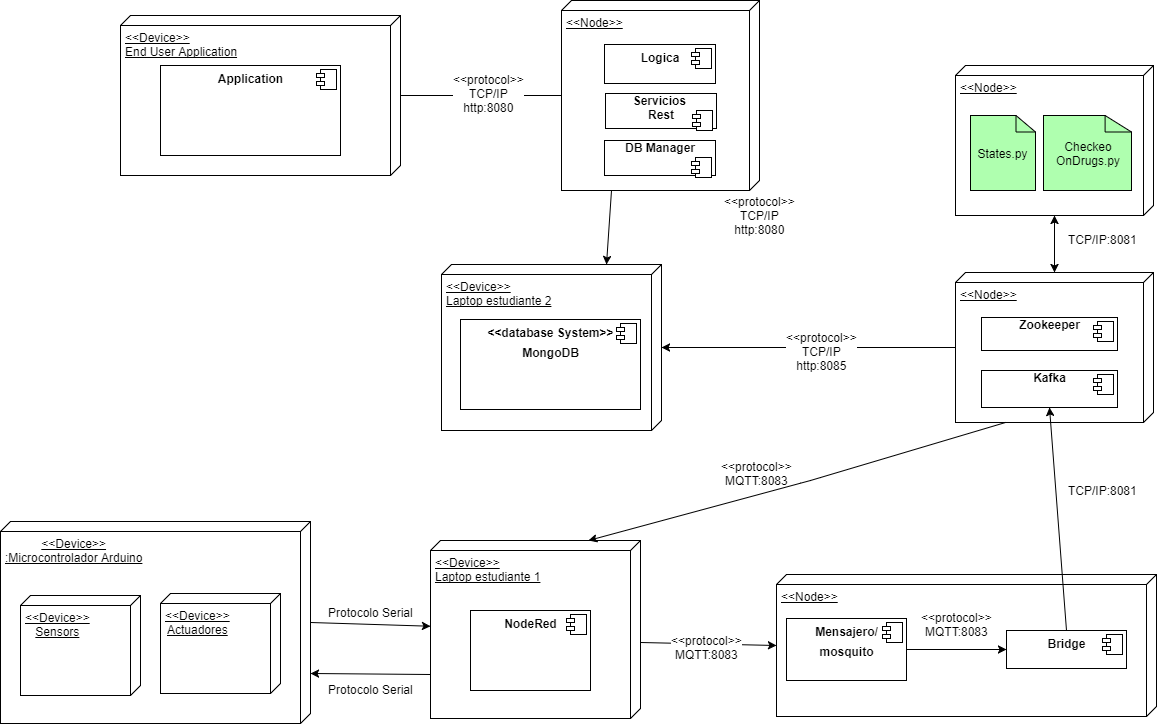 <<Device>>
End User Application
Application
<<protocol>>
TCP/IP
http:8080
<<Node>>
Logica
Servicios
Rest
DB Manager
<<protocol>>
TCP/IP
http:8080
<<Node>>
States.py
Checkeo
OnDrugs.py
TCP/IP:8081
<<Device>>
Laptop estudiante 2
<<database System>>
MongoDB
<<protocol>>
TCP/IP
http:8085
<<Node>>
Zookeeper
Kafka
<<protocol>>
MQTT:8083
TCP/IP:8081
<<Device>>
:Microcontrolador Arduino
<<Device>>
Sensors
<<Device>>
Actuadores
Protocolo Serial
Protocolo Serial
<<Device>>
Laptop estudiante 1
NodeRed
<<protocol>>
MQTT:8083
<<Node>>
Mensajero/
mosquito
<<protocol>>
MQTT:8083
Bridge